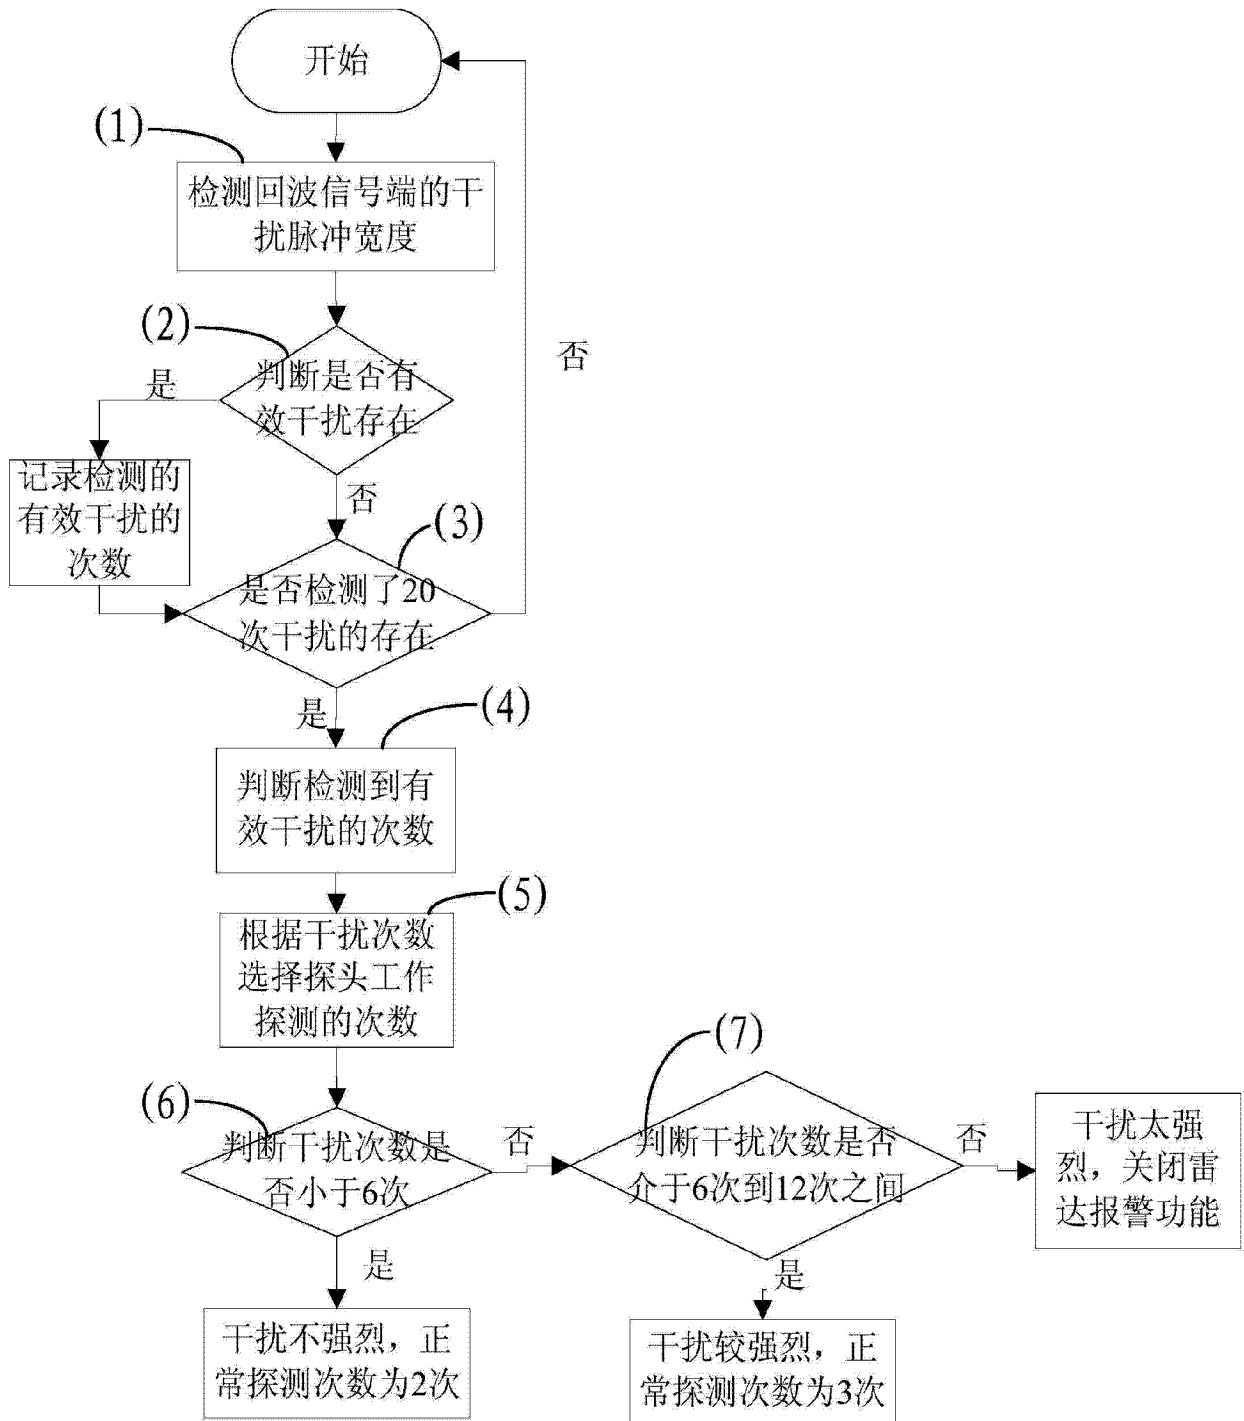 开始
(1)
检测回波信号端的干
扰脉冲宽度
(2)
判断是否有
效干扰存在
是
否
否
记录检测的
有效干扰的
次数
(3)
是否检测了20
次干扰的存在
是
(4)
判断检测到有
效干扰的次数
(5)
根据干扰次数
选择探头工作
探测的次数
(6)
判断干扰次数是
否小于6次
否
(7)
判断干扰次数是否
介于6次到12次之间
否
干扰太强
烈，关闭雷
达报警功能
是
是
干扰不强烈，正
常探测次数为2次
干扰较强烈，正
常探测次数为3次